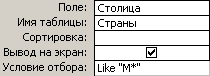 Поле: Столица
Имя таблицы: Страны
Сортировка:
Вывод на экран:
Условие отбора: Like "М*"